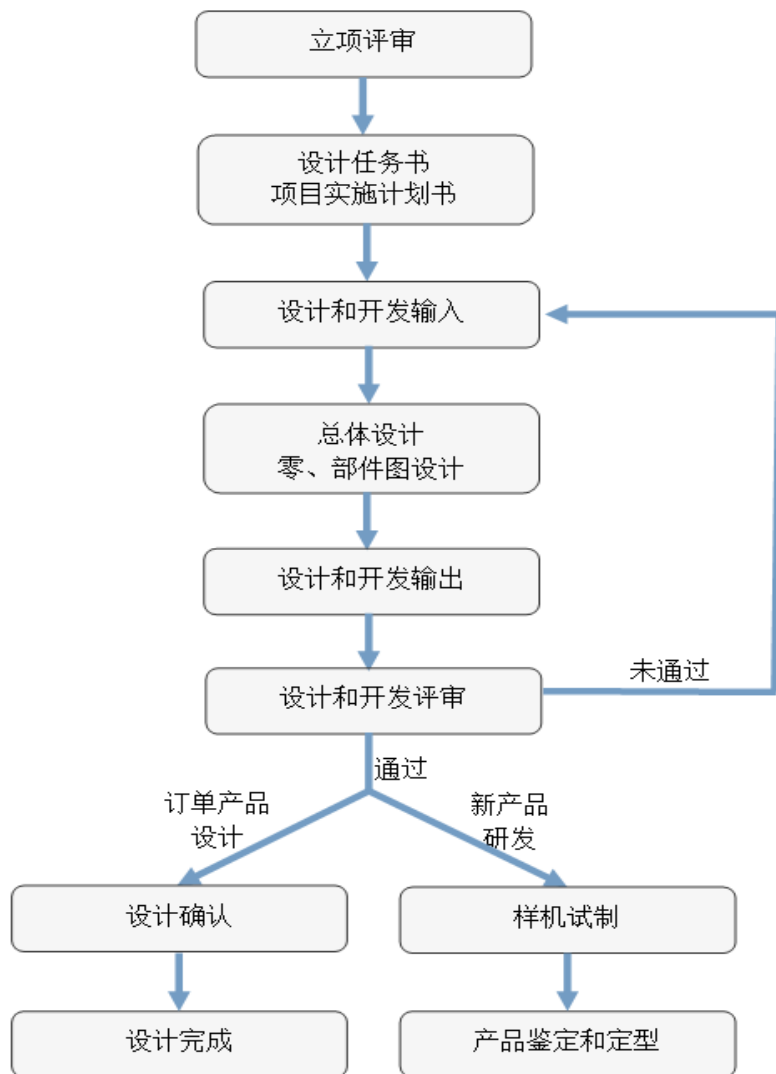 立项评审
设计任务书
项目实施计划书
设计和开发输入
总体设计
零、部件图设计
设计和开发输出
设计和开发评审
未通过
通过
订单产品
设计
新产品
研发
设计确认
样机试制
设计完成
产品鉴定和定型